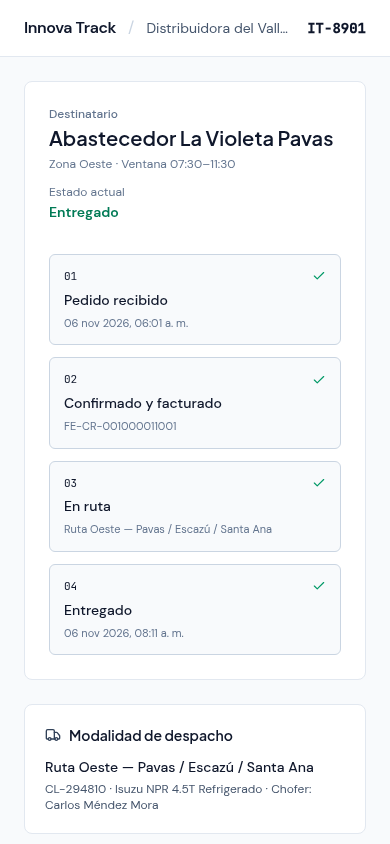 Innova Track / Distribuidora del Vall... IT-8901
Destinatario
Abastecedor La Violeta Pavas
Zona Oeste · Ventana 07:30–11:30
Estado actual
Entregado
01
Pedido recibido
06 nov 2026, 06:01 a. m.
02
Confirmado y facturado
FE-CR-001000011001
03
En ruta
Ruta Oeste — Pavas / Escazú / Santa Ana
04
Entregado
06 nov 2026, 08:11 a. m.
Modalidad de despacho
Ruta Oeste — Pavas / Escazú / Santa Ana
CL-294810 · Isuzu NPR 4.5T Refrigerado · Chofer:
Carlos Méndez Mora